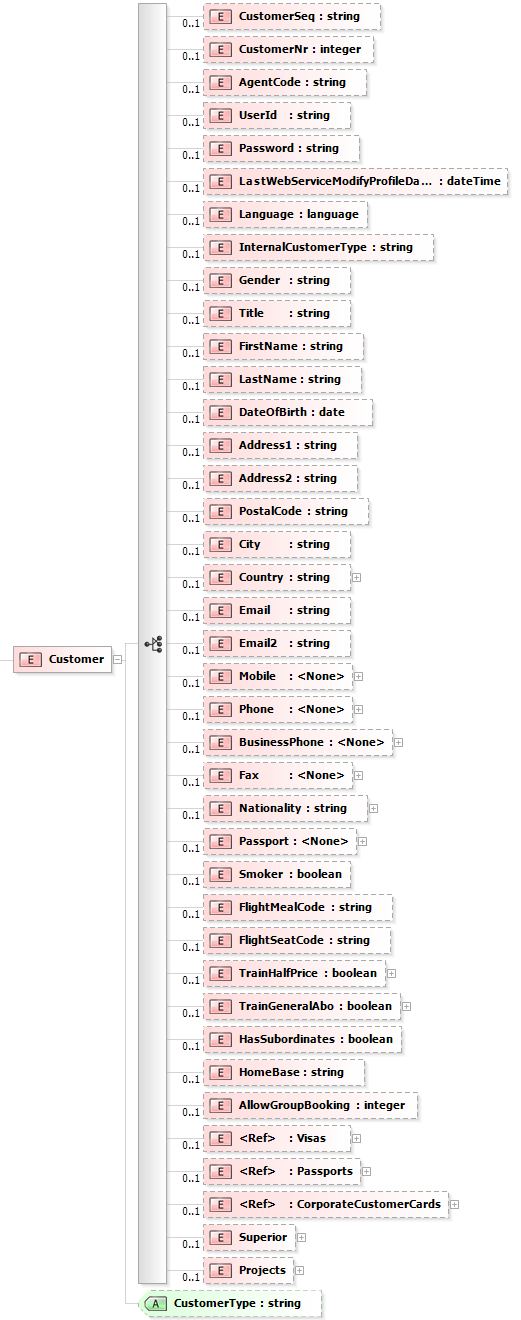 E CustomerSeq : string
0..1
E CustomerNr : integer
0..1
E AgentCode : string
0..1
E UserId : string
0..1
E Password : string
0..1
E LastWebServiceModifyProfileDa... : dateTime
0..1
E Language : language
0..1
E InternalCustomerType : string
0..1
E Gender : string
0..1
E Title : string
0..1
E FirstName : string
0..1
E LastName : string
0..1
E DateOfBirth : date
0..1
E Address1 : string
0..1
E Address2 : string
0..1
E PostalCode : string
0..1
E City : string
0..1
E Country : string
0..1
E Email : string
0..1
E Email2 : string
0..1
E Customer
E Mobile : <None>
0..1
E Phone : <None>
0..1
E BusinessPhone : <None>
0..1
E Fax : <None>
0..1
E Nationality : string
0..1
E Passport : <None>
0..1
E Smoker : boolean
0..1
E FlightMealCode : string
0..1
E FlightSeatCode : string
0..1
E TrainHalfPrice : boolean
0..1
E TrainGeneralAbo : boolean
0..1
E HasSubordinates : boolean
0..1
E HomeBase : string
0..1
E AllowGroupBooking : integer
0..1
E <Ref> : Visas
0..1
E <Ref> : Passports
0..1
E <Ref> : CorporateCustomerCards
0..1
E Superior
0..1
E Projects
0..1
A CustomerType : string